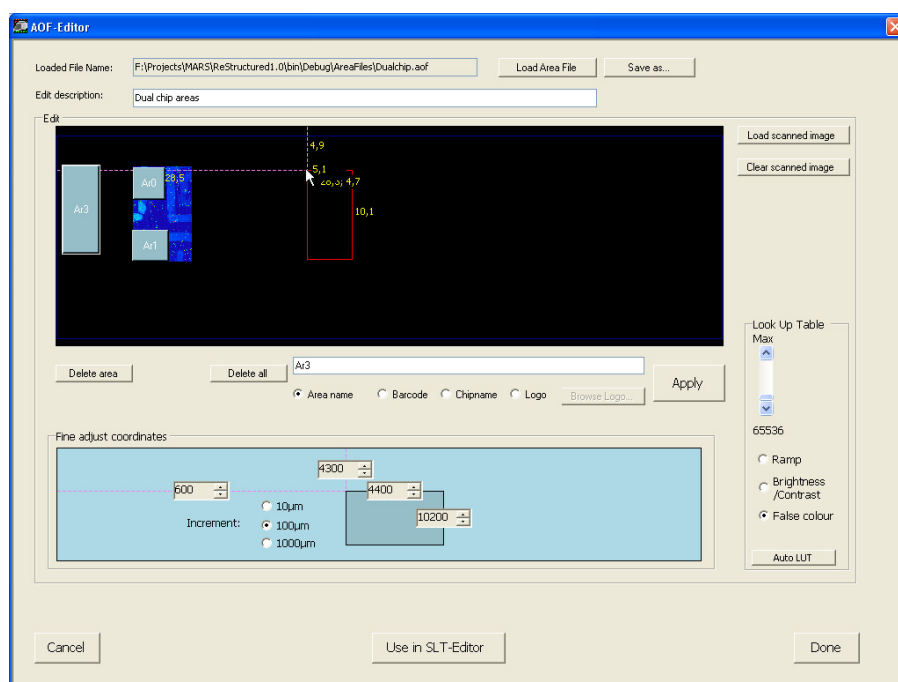 AOF-Editor
Loaded File Name: F:\Projects\MARS\ReStructured1.0\bin\Debug\AreaFiles\Dualchip.aof Load Area File Save as...
Edit description: Dual chip areas
Edit
Load scanned image
Clear scanned image
4,9
5,1
28,5
4,7
10,1
Ar0
Ar3
Ar1
Look Up Table
Max
65536
Ramp
Brightness
/Contrast
False colour
Auto LUT
Delete area Delete all Ar3
Area name Barcode Chipname Logo Browse Logo... Apply
Fine adjust coordinates
4300
600 4400
10200
Increment:
10µm
100µm
1000µm
Cancel Use in SLT-Editor Done